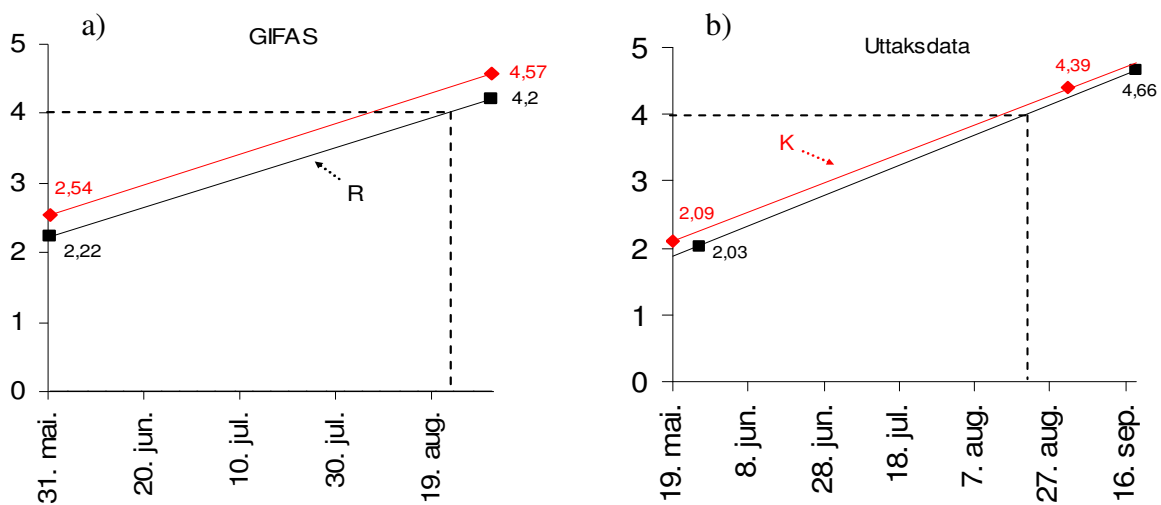 a)
GIFAS
5
4
3
2
1
0
4,57
4,2
2,54
2,22
R
31. mai.
20. jun.
10. jul.
30. jul.
19. aug.
b)
Uttaksdata
5
4
3
2
1
0
4,39
4,66
K
2,09
2,03
19. mai.
8. jun.
28. jun.
18. jul.
7. aug.
27. aug.
16. sep.